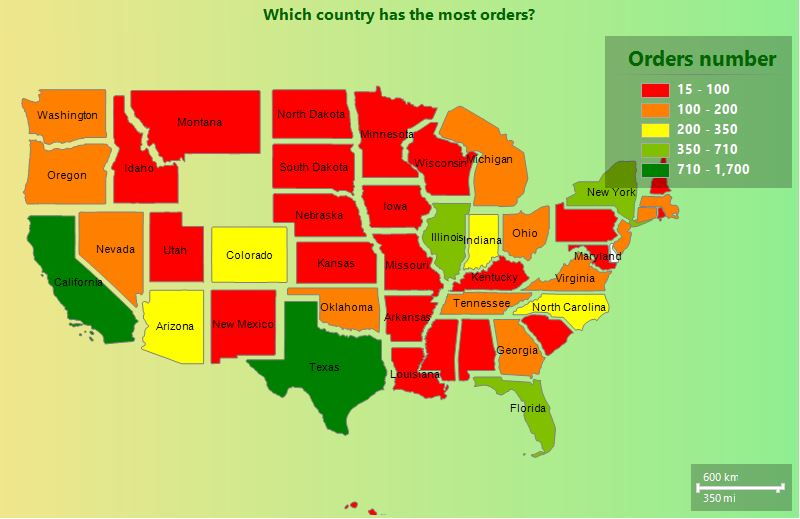 Which country has the most orders?
Orders number
15 - 100
100 - 200
200 - 350
350 - 710
710 - 1,700
Washington
Montana
North Dakota
Minnesota
Wisconsin
Michigan
Oregon
Idaho
South Dakota
New York
Nebraska
Iowa
Illinois
Indiana
Ohio
Nevada
Utah
Colorado
Kansas
Missouri
Kentucky
Maryland
California
Virginia
Arizona
New Mexico
Oklahoma
Arkansas
Tennessee
North Carolina
Texas
Louisiana
Georgia
Florida
600 km
350 mi